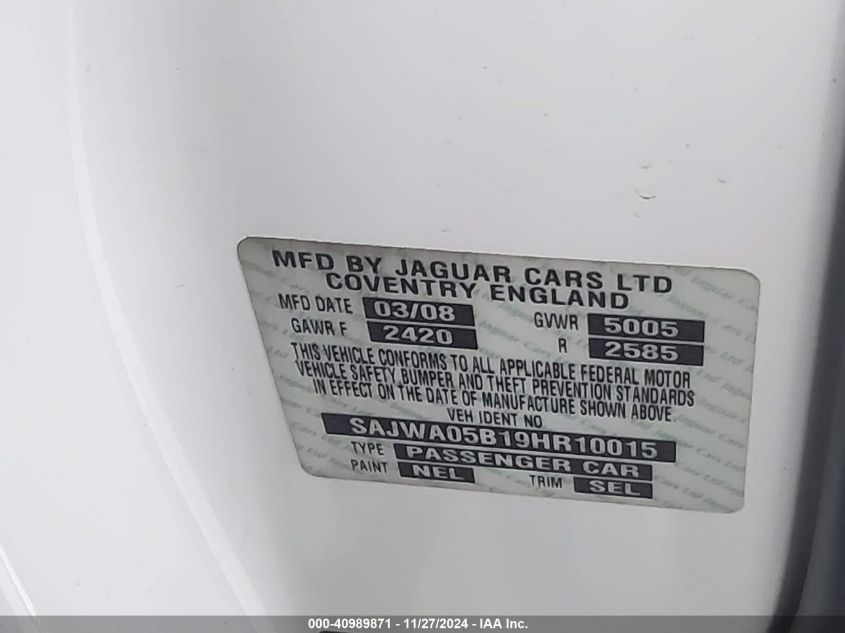 MFD BY JAGUAR CARS LTD
COVENTRY ENGLAND
MFD DATE 03/08 GVWR 5005
GAWR F 2420 R 2585
THIS VEHICLE CONFORMS TO ALL APPLICABLE FEDERAL MOTOR
VEHICLE SAFETY, BUMPER AND THEFT PREVENTION STANDARDS
IN EFFECT ON THE DATE OF MANUFACTURE SHOWN ABOVE.
VEH IDENT NO
SAJWA05B19HR10015
TYPE PASSENGER CAR
PAINT NEL TRIM SEL
000-40989871 - 11/27/2024 - IAA Inc.